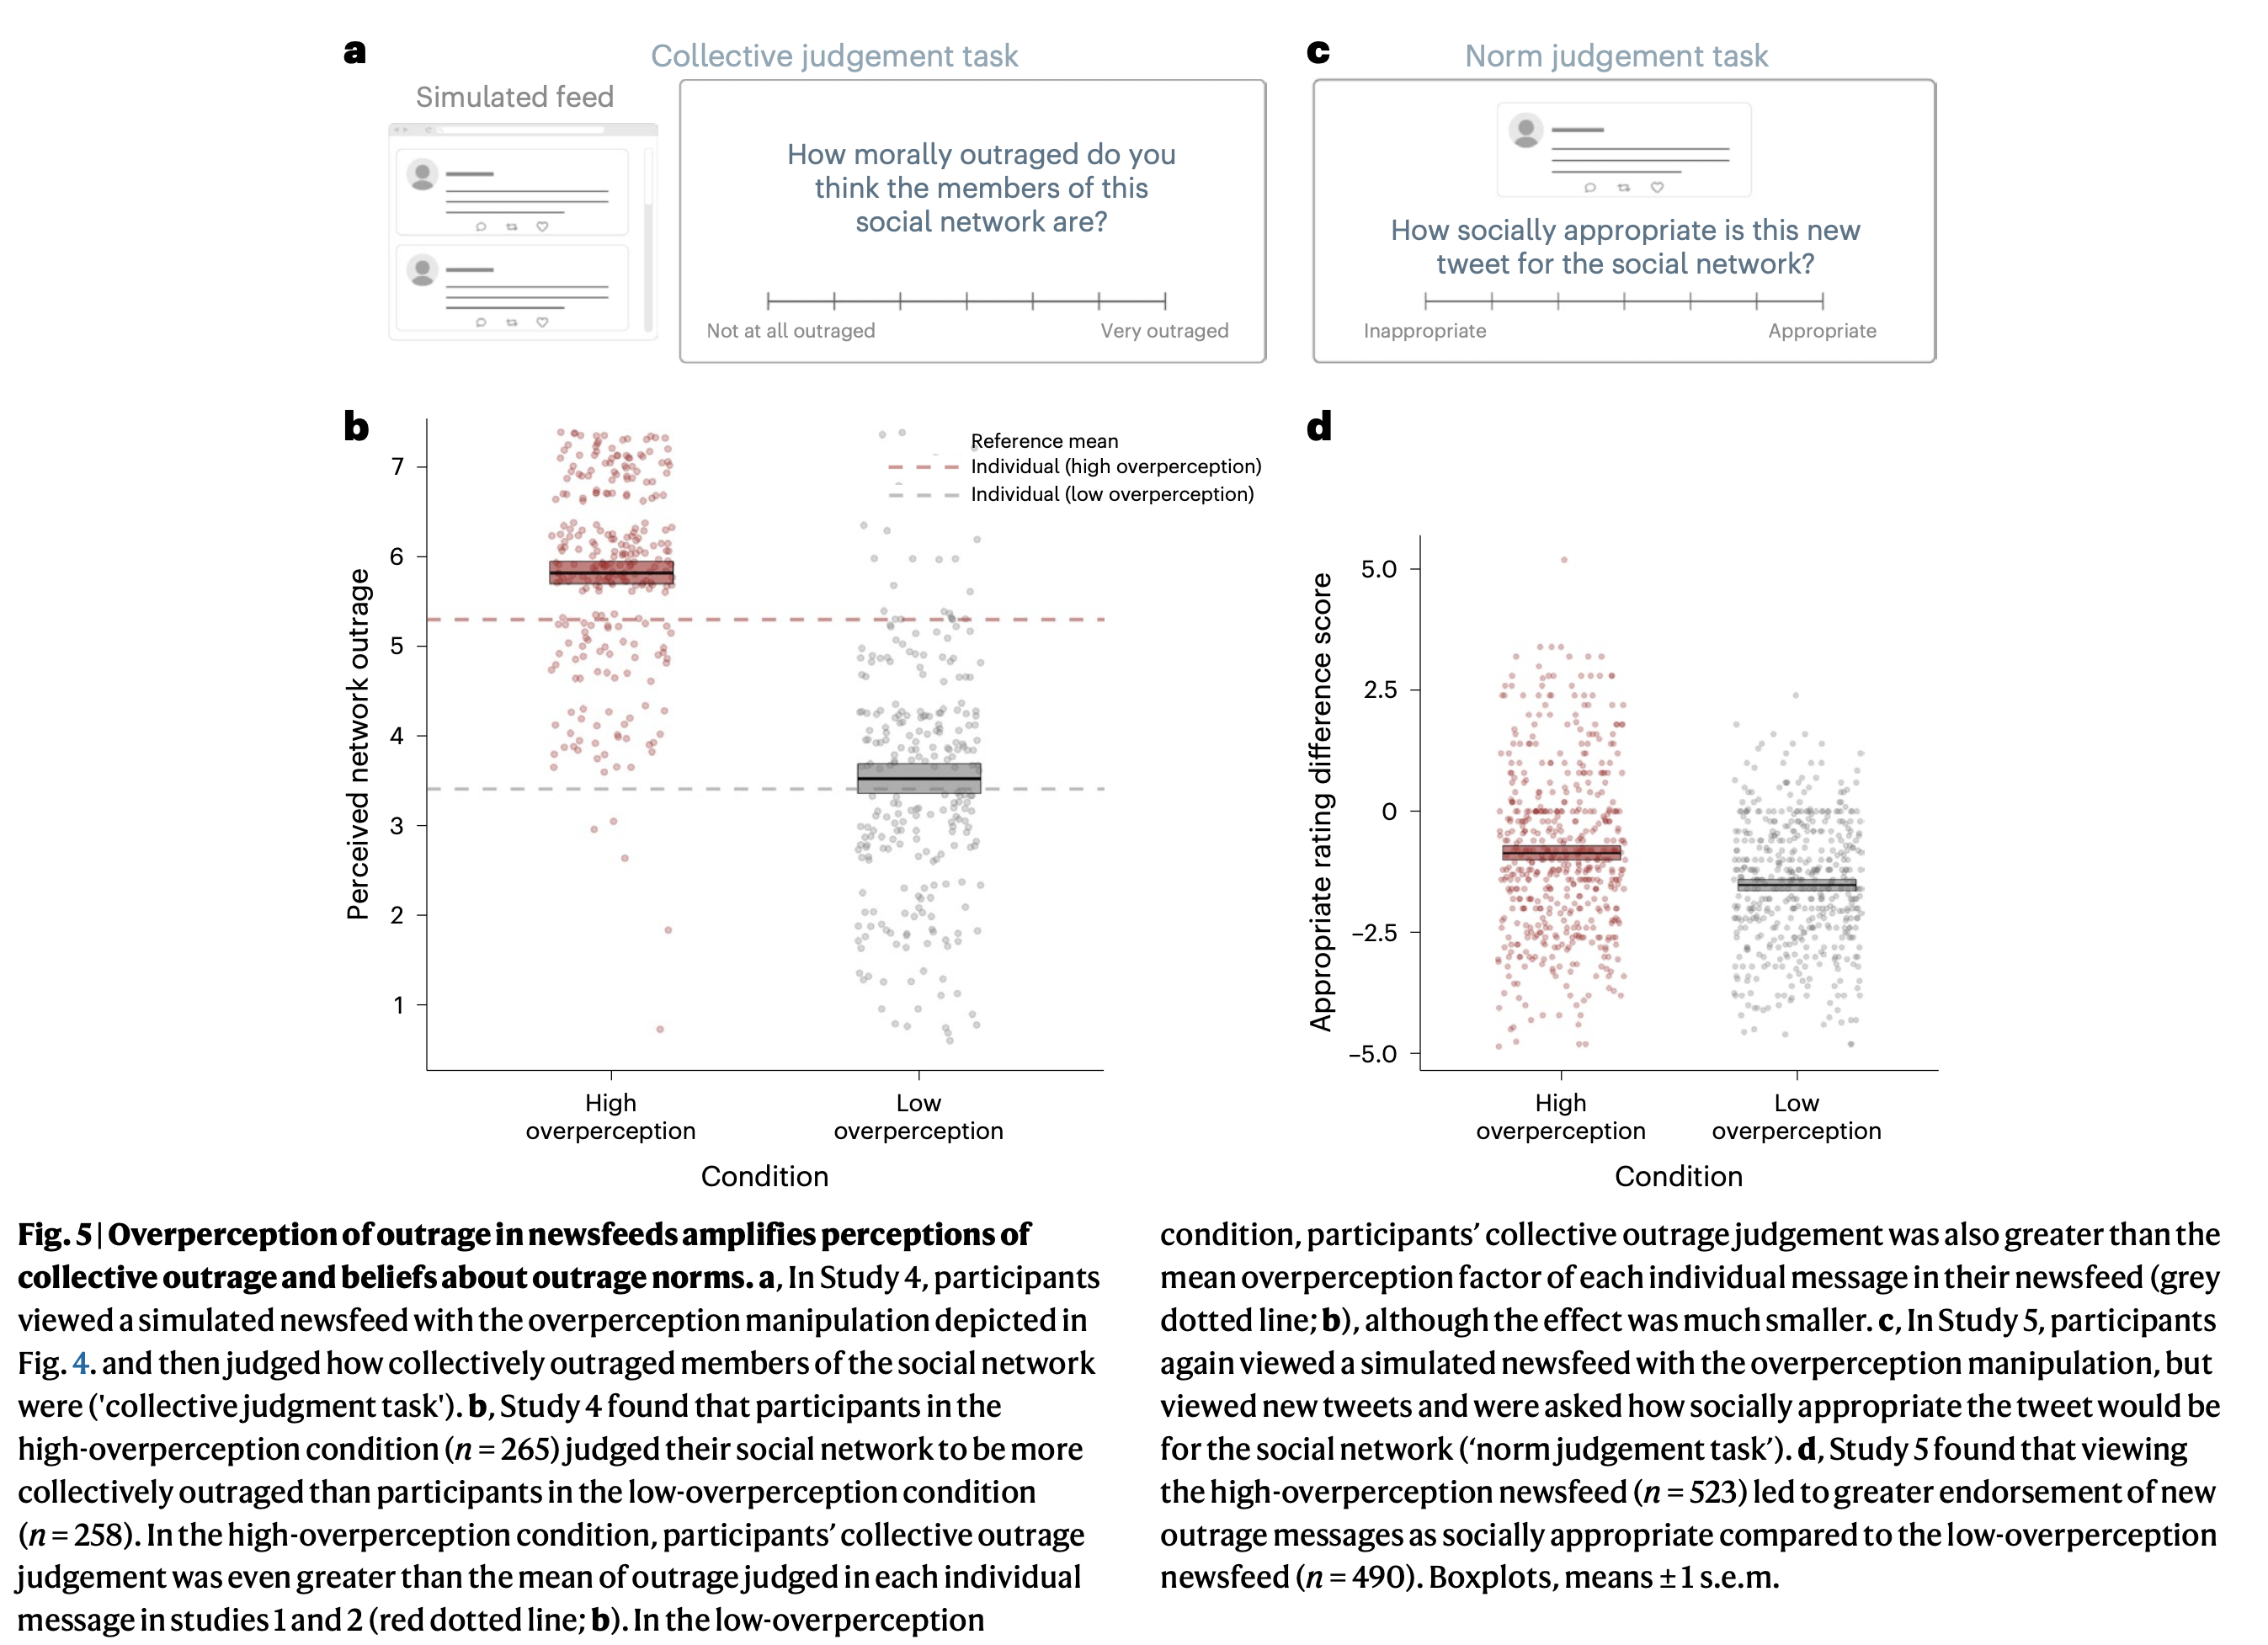 a
Collective judgement task
Simulated feed
How morally outraged do you
think the members of this
social network are?
Not at all outraged
Very outraged
c
Norm judgement task
How socially appropriate is this new
tweet for the social network?
Inappropriate
Appropriate
b
Perceived network outrage
7
6
5
4
3
2
1
Reference mean
Individual (high overperception)
Individual (low overperception)
High
overperception
Low
overperception
Condition
d
Appropriate rating difference score
5.0
2.5
0
−2.5
−5.0
High
overperception
Low
overperception
Condition
Fig. 5 | Overperception of outrage in newsfeeds amplifies perceptions of
collective outrage and beliefs about outrage norms. a, In Study 4, participants
viewed a simulated newsfeed with the overperception manipulation depicted in
Fig. 4. and then judged how collectively outraged members of the social network
were ('collective judgment task'). b, Study 4 found that participants in the
high-overperception condition (n = 265) judged their social network to be more
collectively outraged than participants in the low-overperception condition
(n = 258). In the high-overperception condition, participants’ collective outrage
judgement was even greater than the mean of outrage judged in each individual
message in studies 1 and 2 (red dotted line; b). In the low-overperception
condition, participants’ collective outrage judgement was also greater than the
mean overperception factor of each individual message in their newsfeed (grey
dotted line; b), although the effect was much smaller. c, In Study 5, participants
again viewed a simulated newsfeed with the overperception manipulation, but
viewed new tweets and were asked how socially appropriate the tweet would be
for the social network (‘norm judgement task’). d, Study 5 found that viewing
the high-overperception newsfeed (n = 523) led to greater endorsement of new
outrage messages as socially appropriate compared to the low-overperception
newsfeed (n = 490). Boxplots, means ± 1 s.e.m.